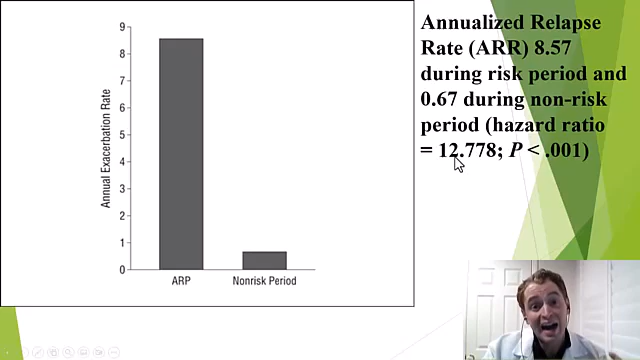 Annualized Relapse
Rate (ARR) 8.57
during risk period and
0.67 during non-risk
period (hazard ratio
= 12.778; P < .001)
Annual Exacerbation Rate
9
8
7
6
5
4
3
2
1
0
ARP
Nonrisk Period